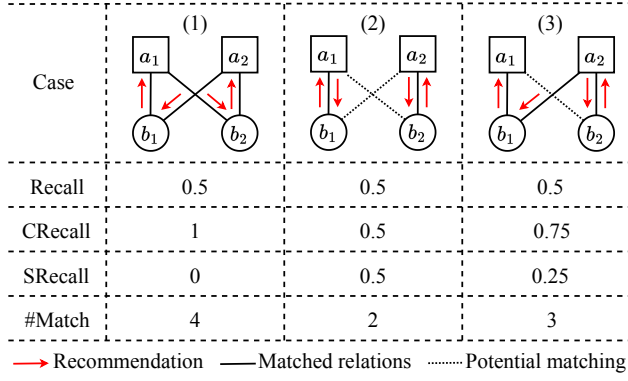 (1) (2) (3)
a₁ a₂ a₁ a₂ a₁ a₂
Case
b₁ b₂ b₁ b₂ b₁ b₂
Recall 0.5 0.5 0.5
CRecall 1 0.5 0.75
SRecall 0 0.5 0.25
#Match 4 2 3
Recommendation Matched relations Potential matching